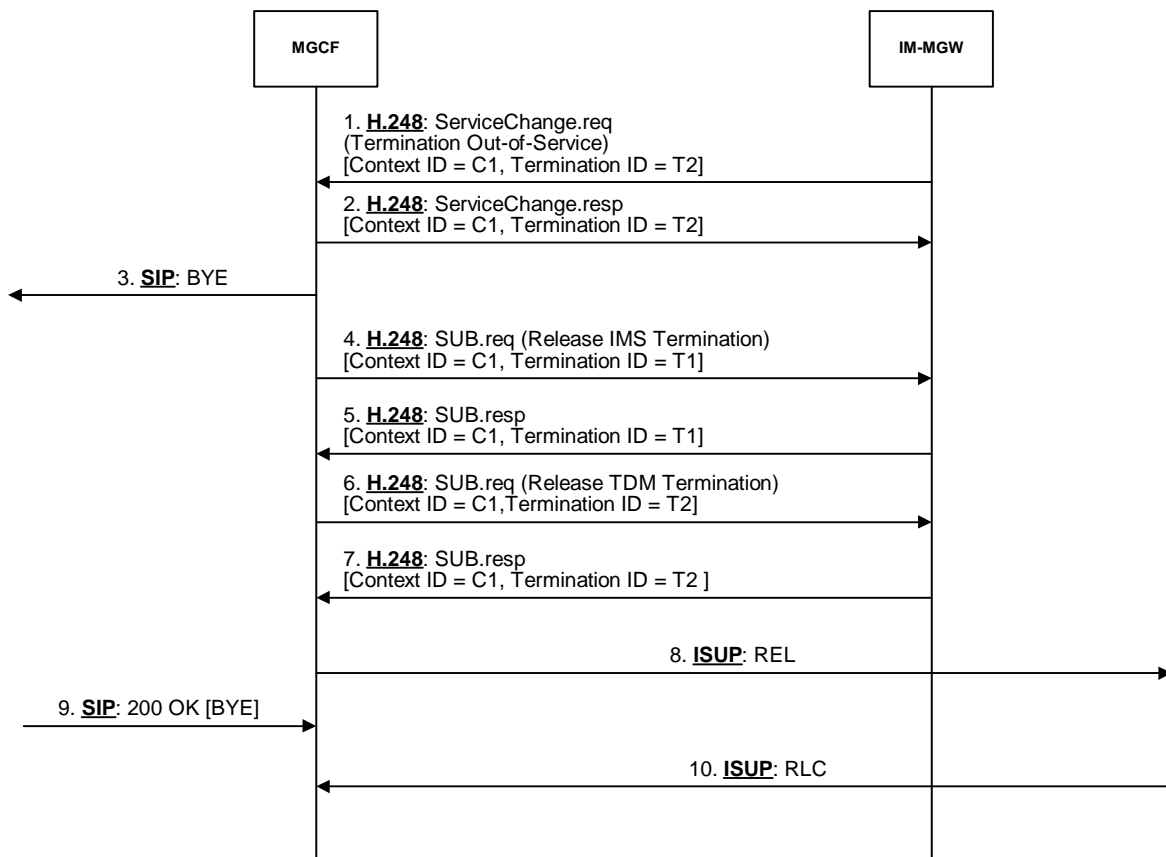 MGCF
IM-MGW
1. H.248: ServiceChange.req
(Termination Out-of-Service)
[Context ID = C1, Termination ID = T2]
2. H.248: ServiceChange.resp
[Context ID = C1, Termination ID = T2]
3. SIP: BYE
4. H.248: SUB.req (Release IMS Termination)
[Context ID = C1, Termination ID = T1]
5. H.248: SUB.resp
[Context ID = C1, Termination ID = T1]
6. H.248: SUB.req (Release TDM Termination)
[Context ID = C1,Termination ID = T2]
7. H.248: SUB.resp
[Context ID = C1, Termination ID = T2 ]
8. ISUP: REL
9. SIP: 200 OK [BYE]
10. ISUP: RLC